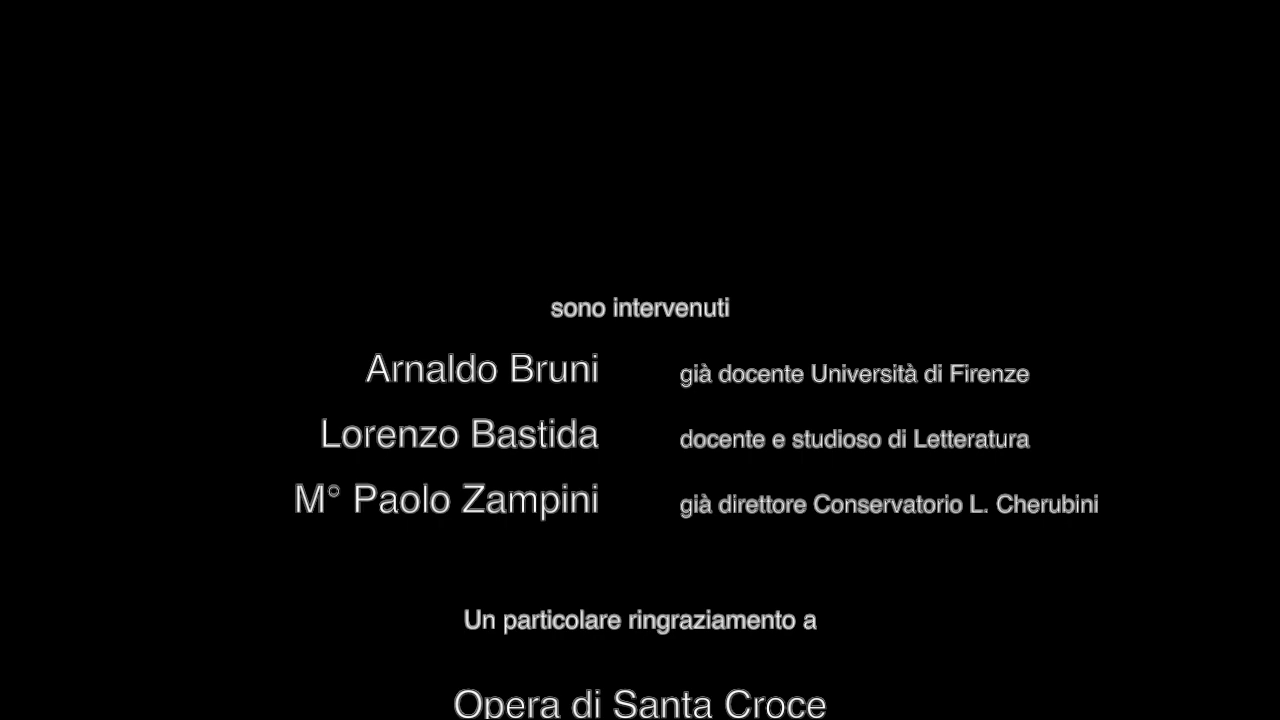 sono intervenuti
Arnaldo Bruni già docente Università di Firenze
Lorenzo Bastida docente e studioso di Letteratura
M° Paolo Zampini già direttore Conservatorio L. Cherubini
Un particolare ringraziamento a
Opera di Santa Croce